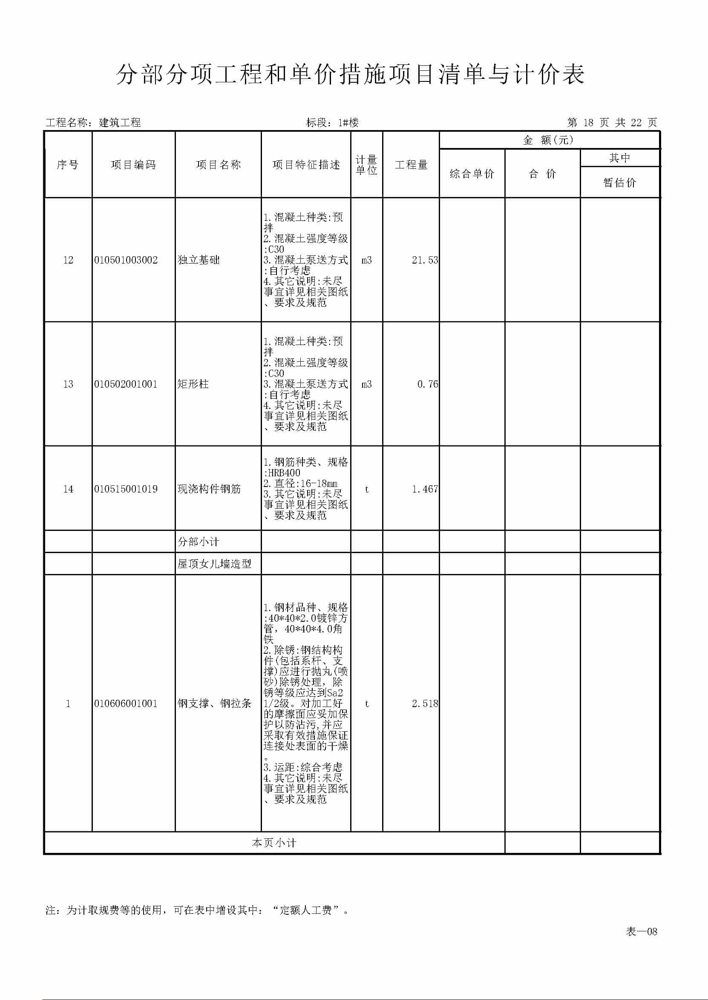 分部分项工程和单价措施项目清单与计价表
工程名称：建筑工程 标段：1#楼 第 18 页 共 22 页
序号 项目编码 项目名称 项目特征描述 计量单位 工程量 金 额(元)
综合单价 合 价 其中
暂估价
12 010501003002 独立基础
1.混凝土种类:预
拌
2.混凝土强度等级
:C30
3.混凝土泵送方式
:自行考虑
4.其它说明:未尽
事宜详见相关图纸
、要求及规范
m3 21.53
13 010502001001 矩形柱
1.混凝土种类:预
拌
2.混凝土强度等级
:C30
3.混凝土泵送方式
:自行考虑
4.其它说明:未尽
事宜详见相关图纸
、要求及规范
m3 0.76
14 010515001019 现浇构件钢筋
1.钢筋种类、规格
:HRB400
2.直径:16-18mm
3.其它说明:未尽
事宜详见相关图纸
、要求及规范
t 1.467
分部小计
屋顶女儿墙造型
1 010606001001 钢支撑、钢拉条
1.钢材品种、规格
:40*40*2.0镀锌方
管，40*40*4.0角
铁
2.除锈:钢结构构
件(包括系杆、支
撑)应进行抛丸(喷
砂)除锈处理，除
锈等级应达到Sa2
1/2级。对加工好
的摩擦面应妥加保
护以防沾污,并应
采取有效措施保证
连接处表面的干燥
。
3.运距:综合考虑
4.其它说明:未尽
事宜详见相关图纸
、要求及规范
t 2.518
本页小计
注：为计取规费等的使用，可在表中增设其中：“定额人工费”。
表—08